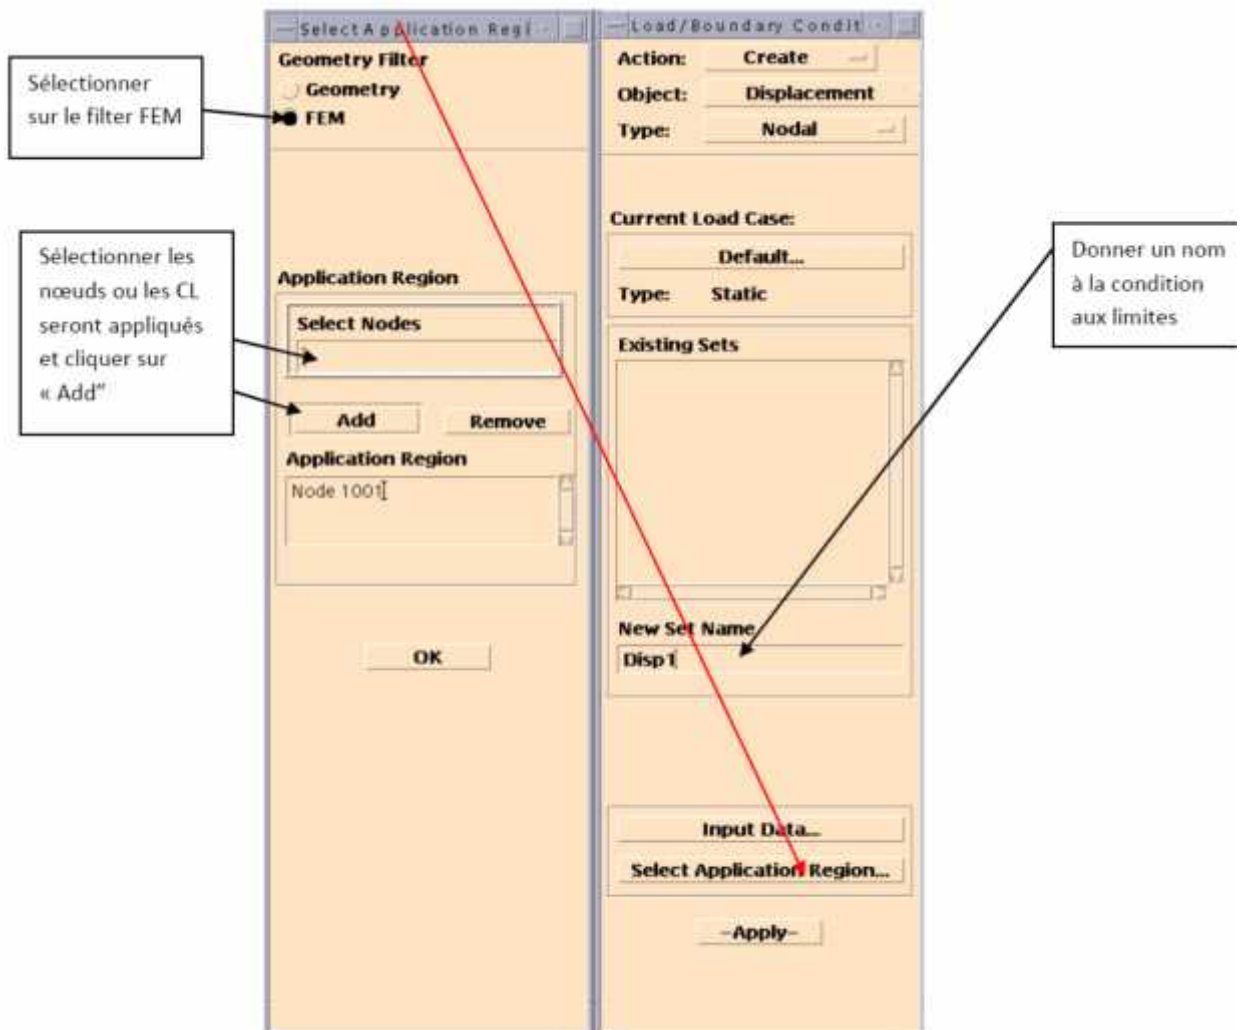 Sélectionner
sur le filter FEM
Sélectionner les
nœuds ou les CL
seront appliqués
et cliquer sur
« Add”
Select Application Regi
Geometry Filter
Geometry
FEM
Application Region
Select Nodes
Add
Remove
Application Region
Node 1001
OK
Load/Boundary Condit
Action: Create
Object: Displacement
Type: Nodal
Current Load Case:
Default...
Type: Static
Existing Sets
New Set Name
Disp1
Input Data...
Select Application Region...
-Apply-
Donner un nom
à la condition
aux limites